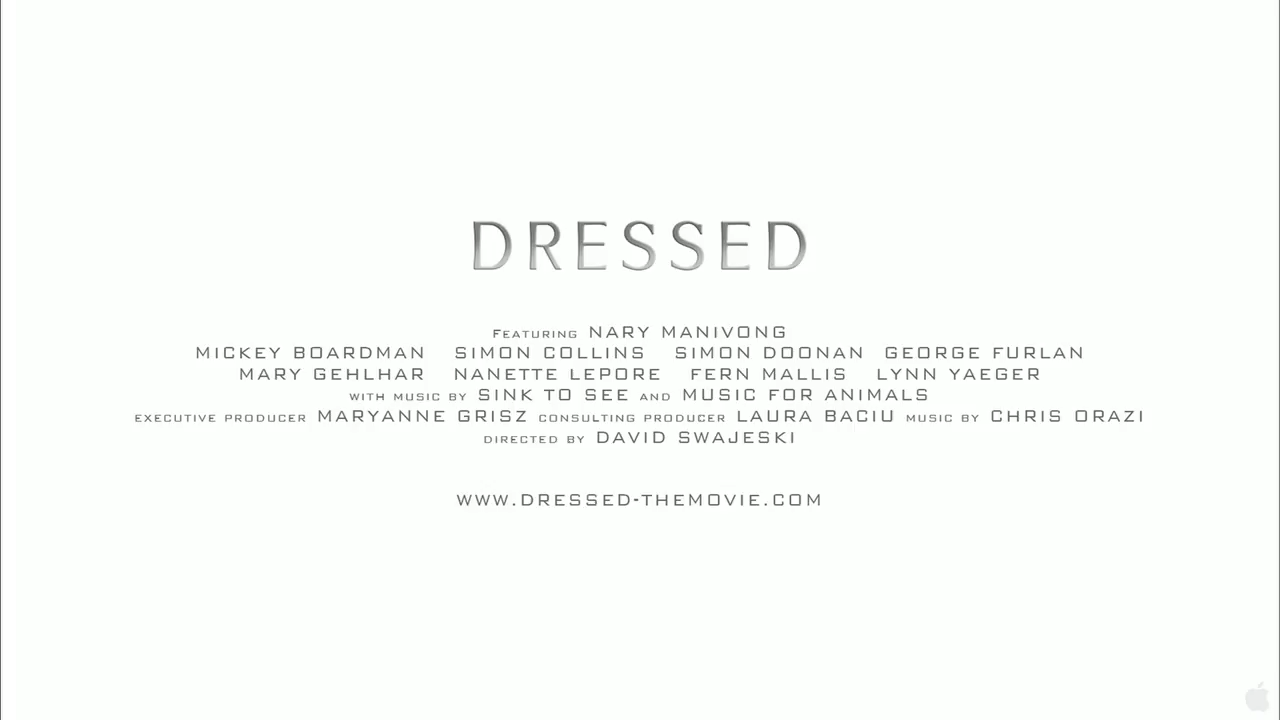 DRESSED
FEATURING NARY MANIVONG
MICKEY BOARDMAN SIMON COLLINS SIMON DOONAN GEORGE FURLAN
MARY GEHLHAR NANETTE LEPORE FERN MALLIS LYNN YAEGER
WITH MUSIC BY SINK TO SEE AND MUSIC FOR ANIMALS
EXECUTIVE PRODUCER MARYANNE GRISZ CONSULTING PRODUCER LAURA BACIU MUSIC BY CHRIS ORAZI
DIRECTED BY DAVID SWAJESKI
WWW.DRESSED-THEMOVIE.COM